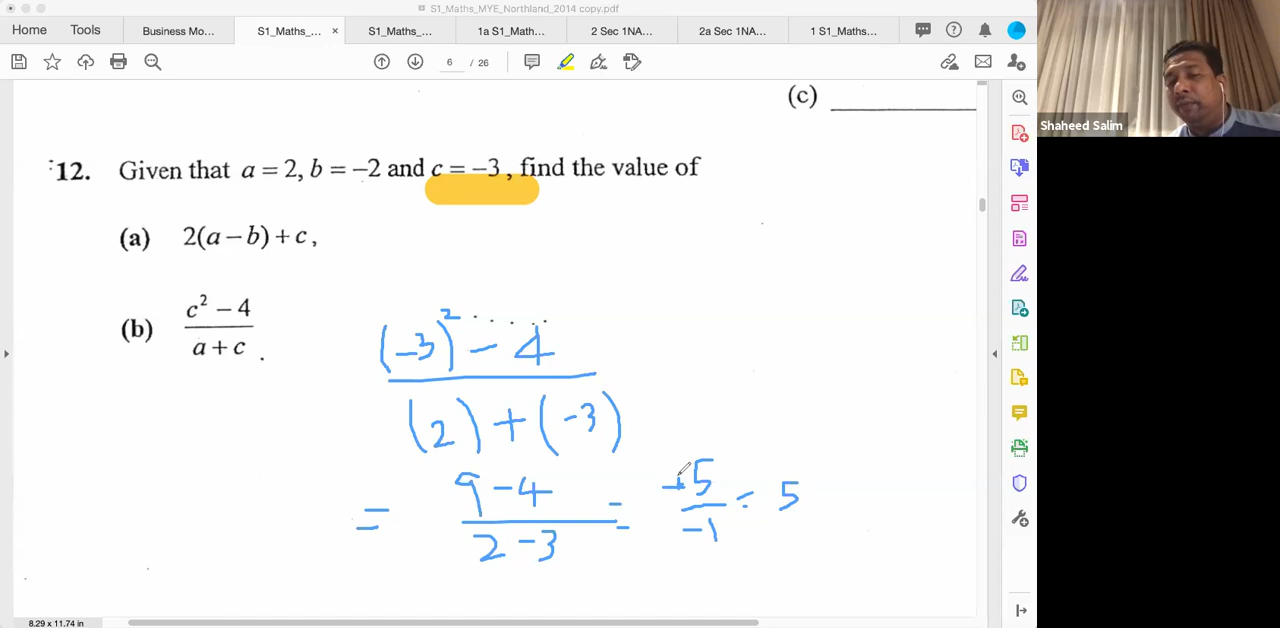 S1_Maths_MYE_Northland_2014 copy.pdf
Home Tools Business Mo... S1_Maths_... × S1_Maths_... 1a S1_Math... 2 Sec 1NA... 2a Sec 1NA... 1 S1_Maths...
6 / 26
(c)
Shaheed Salim
12. Given that a = 2, b = −2 and c = −3, find the value of
(a) 2(a − b) + c,
(b) c² − 4
a + c .
(−3)² − 4
(2) + (−3)
= 9 − 4 = +5 = 5
2 − 3 −1
8.29 x 11.74 in